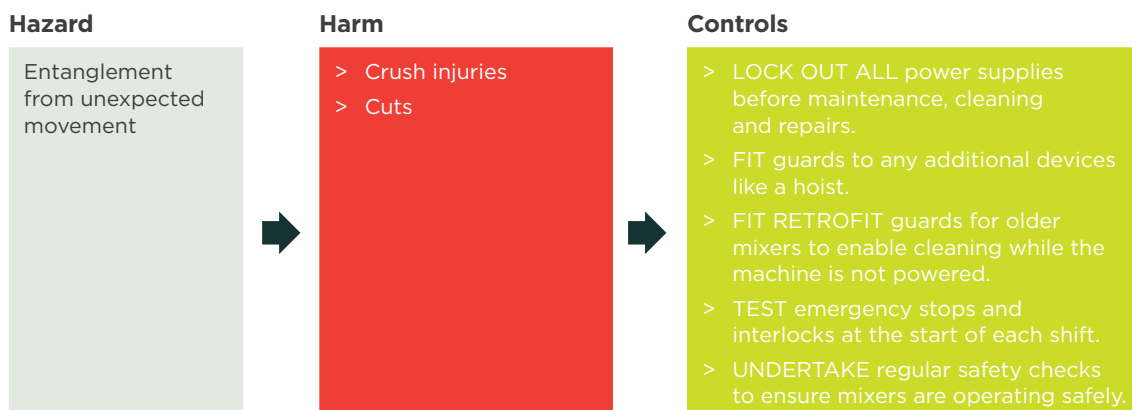 Hazard
Entanglement
from unexpected
movement
Harm
> Crush injuries
> Cuts
Controls
> LOCK OUT ALL power supplies
before maintenance, cleaning
and repairs.
> FIT guards to any additional devices
like a hoist.
> FIT RETROFIT guards for older
mixers to enable cleaning while the
machine is not powered.
> TEST emergency stops and
interlocks at the start of each shift.
> UNDERTAKE regular safety checks
to ensure mixers are operating safely.